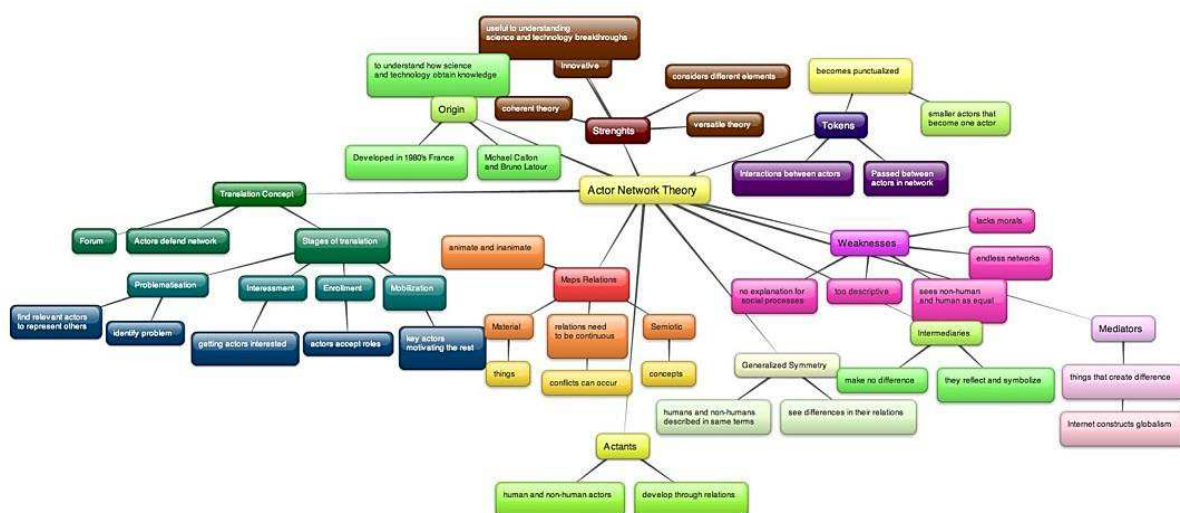 useful to understanding
science and technology breakthroughs
Innovative
to understand how science
and technology obtain knowledge
considers different elements
becomes punctualized
Origin
coherent theory
Strenghts
versatile theory
Tokens
smaller actors that
become one actor
Developed in 1980's France
Michael Callon
and Bruno Latour
Interactions between actors
Passed between
actors in network
Translation Concept
Actor Network Theory
Forum
Actors defend network
Stages of translation
animate and inanimate
Weaknesses
lacks morals
endless networks
Problematisation
Interessment
Enrollment
Mobilization
Maps Relations
no explanation for
social processes
too descriptive
sees non-human
and human as equal
find relevant actors
to represent others
identify problem
getting actors interested
actors accept roles
key actors
motivating the rest
Material
relations need
to be continuous
Semiotic
Intermediaries
Mediators
things
conflicts can occur
concepts
Generalized Symmetry
make no difference
they reflect and symbolize
things that create difference
humans and non-humans
described in same terms
see differences in their relations
Internet constructs globalism
Actants
human and non-human actors
develop through relations